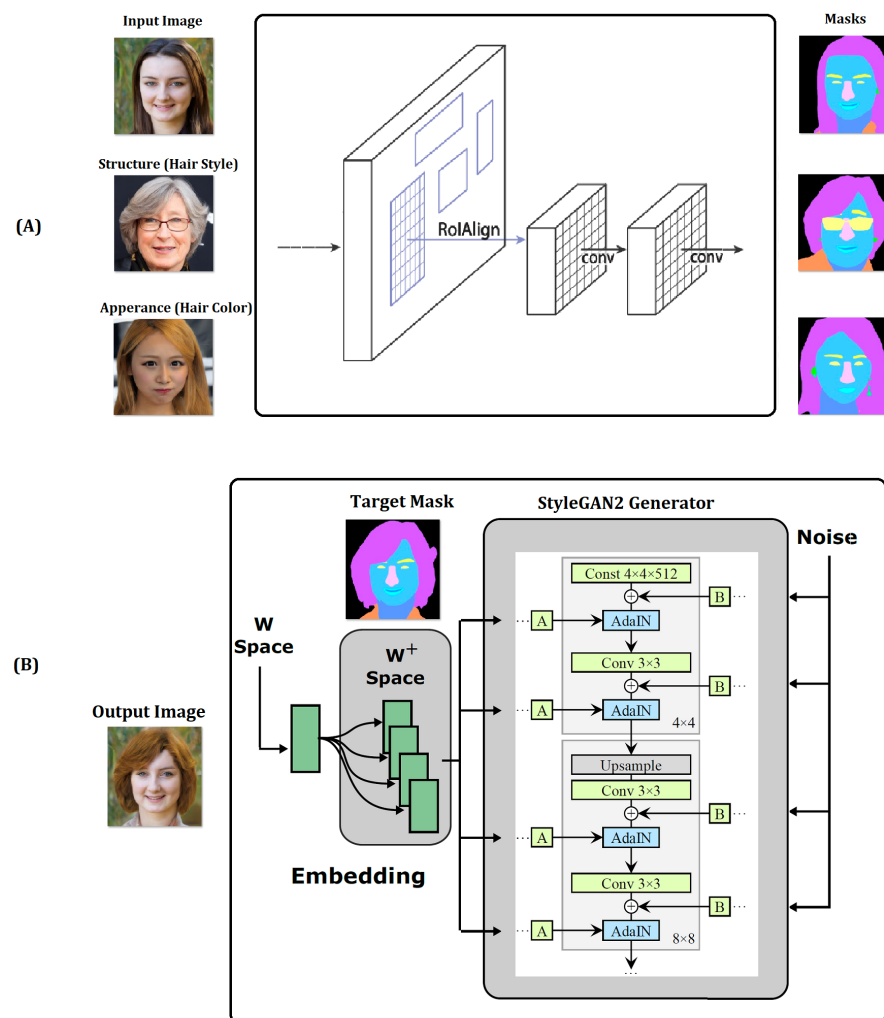 Input Image
Masks
Structure (Hair Style)
(A)
RoIAlign
conv
conv
Apperance (Hair Color)
Target Mask
StyleGAN2 Generator
Noise
Const 4×4×512
B ...
... A
AdaIN
W
Space
W+
Space
Conv 3×3
B ...
(B)
... A
AdaIN
4×4
Output Image
Upsample
Conv 3×3
B ...
... A
AdaIN
Embedding
Conv 3×3
B ...
... A
AdaIN
8×8
...